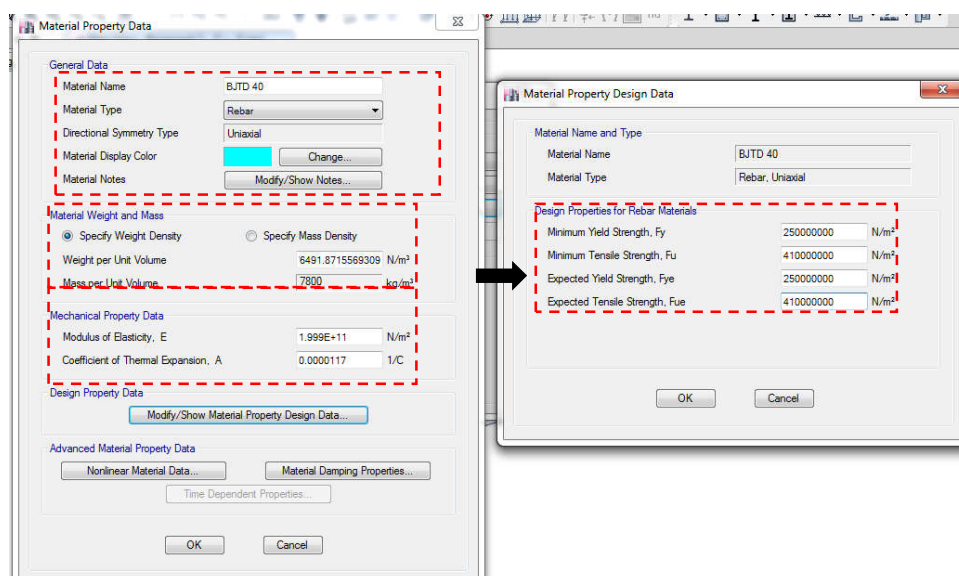 Material Property Data
General Data
Material Name BJTD 40
Material Type Rebar
Directional Symmetry Type Uniaxial
Material Display Color Change...
Material Notes Modify/Show Notes...
Material Weight and Mass
Specify Weight Density Specify Mass Density
Weight per Unit Volume 6491.8715569309 N/m³
Mass per Unit Volume 7800 kg/m³
Mechanical Property Data
Modulus of Elasticity, E 1.999E+11 N/m²
Coefficient of Thermal Expansion, A 0.0000117 1/C
Design Property Data
Modify/Show Material Property Design Data...
Advanced Material Property Data
Nonlinear Material Data... Material Damping Properties...
Time Dependent Properties...
OK Cancel
Material Property Design Data
Material Name and Type
Material Name BJTD 40
Material Type Rebar, Uniaxial
Design Properties for Rebar Materials
Minimum Yield Strength, Fy 250000000 N/m²
Minimum Tensile Strength, Fu 410000000 N/m²
Expected Yield Strength, Fye 250000000 N/m²
Expected Tensile Strength, Fue 410000000 N/m²
OK Cancel